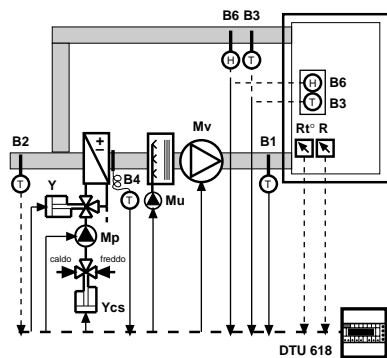 B6 B3
H T
H B6
T B3
B2 Mv Rt° R
B1
± B4
T
Y
T Mu T
Mp
caldo freddo
Ycs
DTU 618